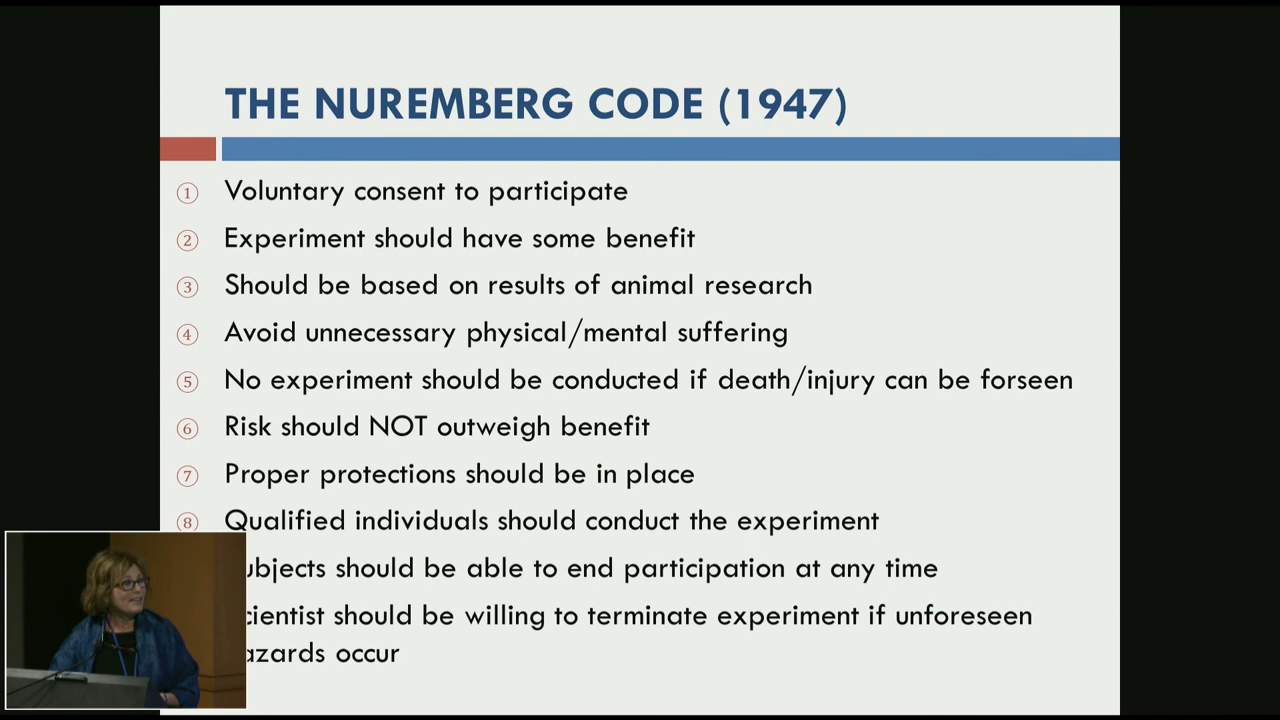 THE NUREMBERG CODE (1947)
① Voluntary consent to participate
② Experiment should have some benefit
③ Should be based on results of animal research
④ Avoid unnecessary physical/mental suffering
⑤ No experiment should be conducted if death/injury can be forseen
⑥ Risk should NOT outweigh benefit
⑦ Proper protections should be in place
⑧ Qualified individuals should conduct the experiment
ubjects should be able to end participation at any time
cientist should be willing to terminate experiment if unforeseen
azards occur